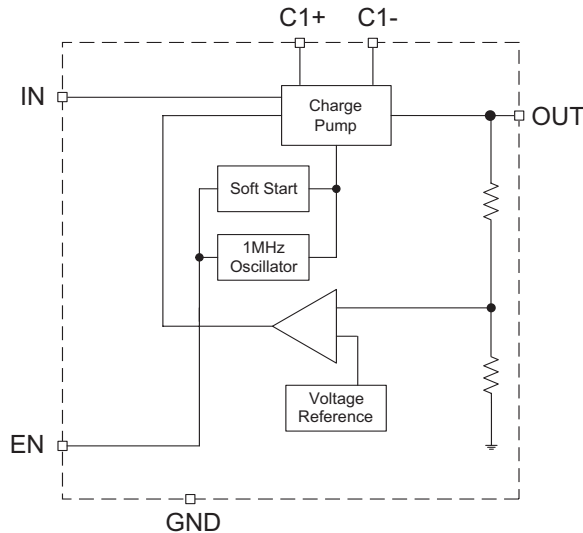 C1+ C1-
IN
Charge
Pump
OUT
Soft Start
1MHz
Oscillator
Voltage
Reference
EN
GND